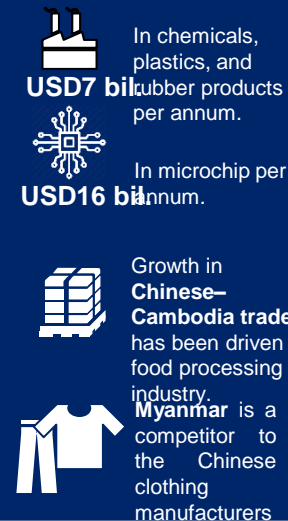 In chemicals,
plastics, and
USD7 bil. rubber products
per annum.
In microchip per
USD16 bil. annum.
Growth in
Chinese–
Cambodia trade
has been driven
food processing
industry.
Myanmar is a
competitor to
the Chinese
clothing
manufacturers